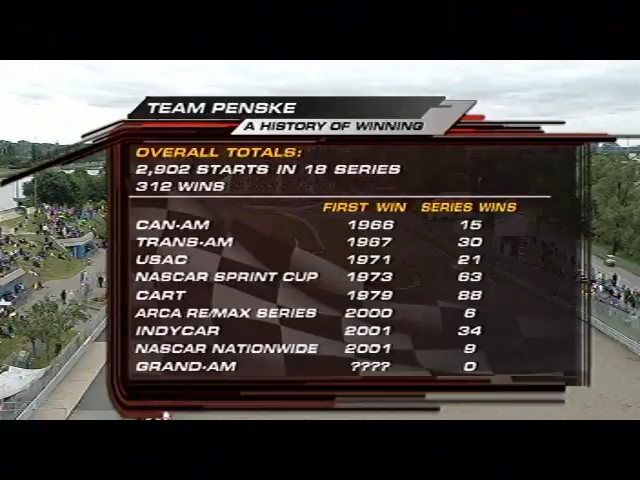 TEAM PENSKE
A HISTORY OF WINNING
OVERALL TOTALS:
2,902 STARTS IN 18 SERIES
312 WINS
FIRST WIN SERIES WINS
CAN-AM 1966 15
TRANS-AM 1967 30
USAC 1971 21
NASCAR SPRINT CUP 1973 63
CART 1979 88
ARCA RE/MAX SERIES 2000 6
INDYCAR 2001 34
NASCAR NATIONWIDE 2001 9
GRAND-AM ???? 0